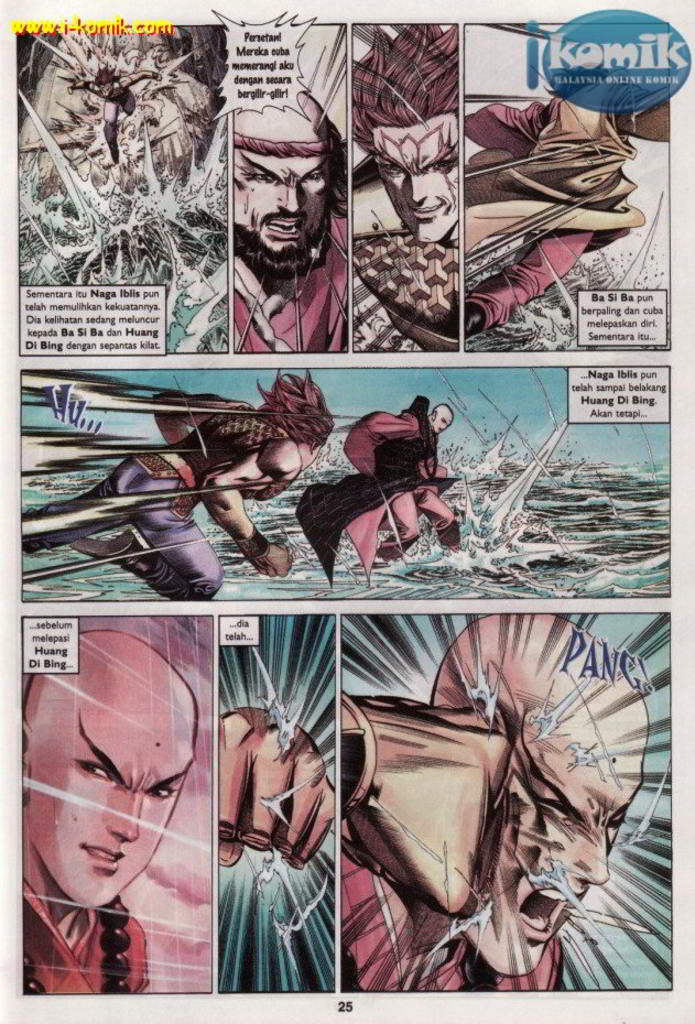 www.i-komik.com
iKomik
MALAYSIA ONLINE KOMIK
Persetan!
Mereka cuba
memerangi aku
dengan secara
bergilir-gilir!
Sementara itu Naga Iblis pun
telah memulihkan kekuatannya.
Dia kelihatan sedang meluncur
kepada Ba Si Ba dan Huang
Di Bing dengan sepantas kilat.
Ba Si Ba pun
berpaling dan cuba
melepaskan diri.
Sementara itu...
HU...
...Naga Iblis pun
telah sampai belakang
Huang Di Bing.
Akan tetapi...
...sebelum
melepasi
Huang
Di Bing...
...dia
telah...
PANG!
25